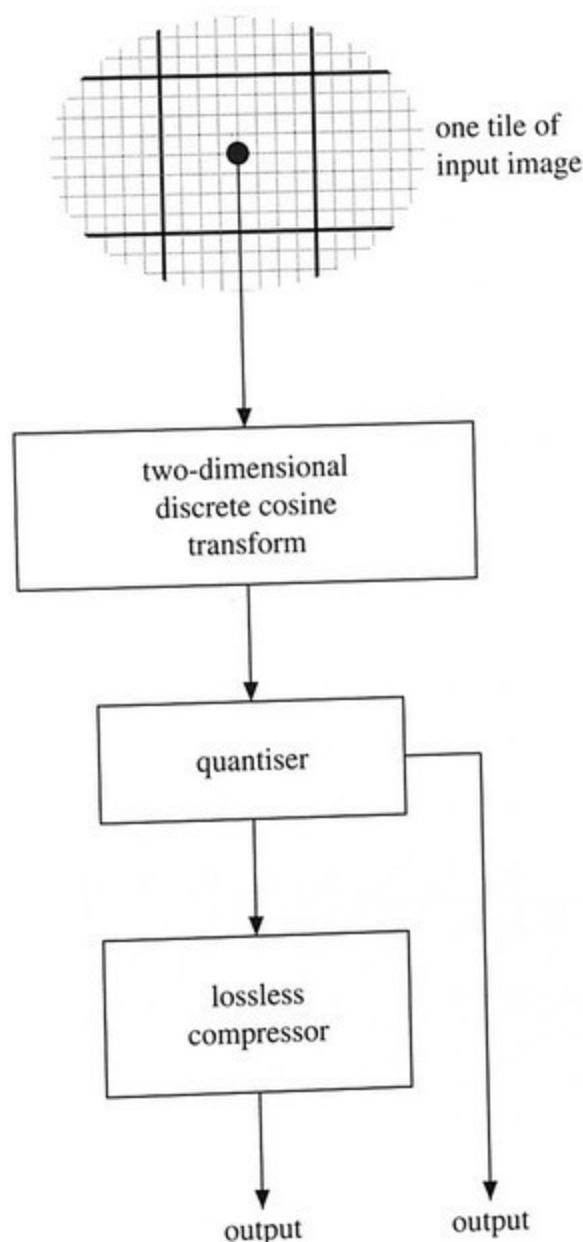 one tile of
input image
two-dimensional
discrete cosine
transform
quantiser
lossless
compressor
output
output